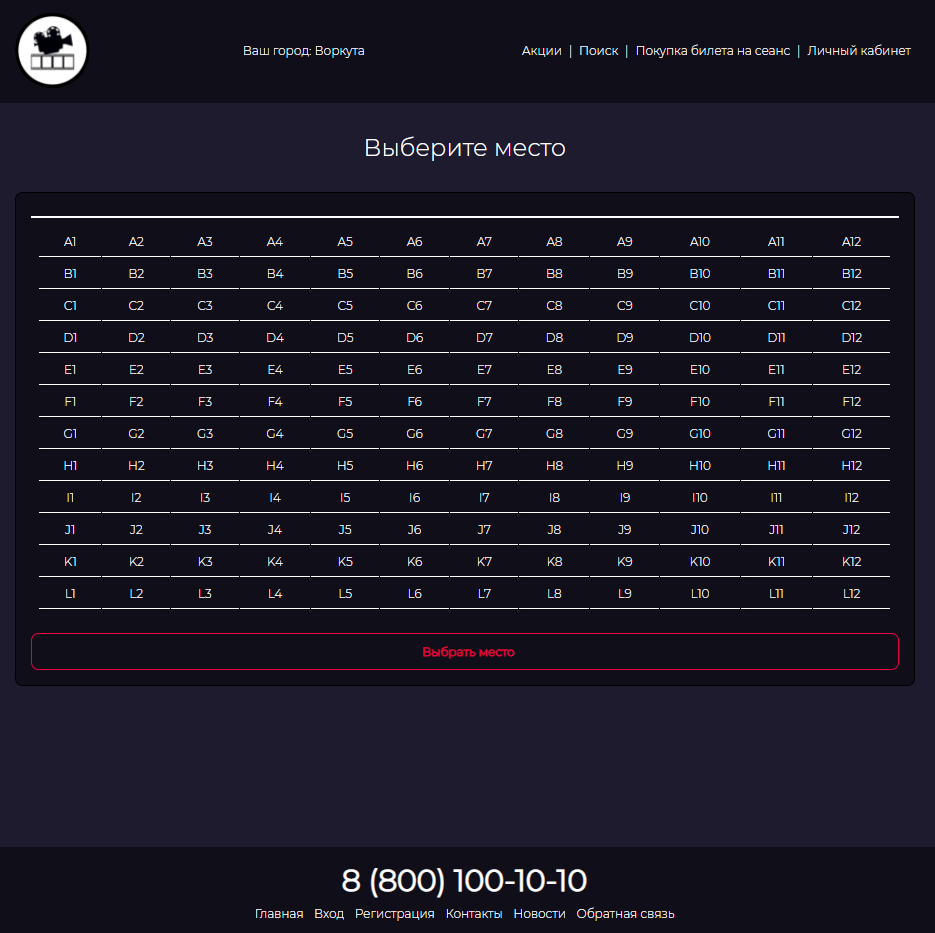 Ваш город: Воркута
Акции | Поиск | Покупка билета на сеанс | Личный кабинет
Выберите место
A1 A2 A3 A4 A5 A6 A7 A8 A9 A10 A11 A12
B1 B2 B3 B4 B5 B6 B7 B8 B9 B10 B11 B12
C1 C2 C3 C4 C5 C6 C7 C8 C9 C10 C11 C12
D1 D2 D3 D4 D5 D6 D7 D8 D9 D10 D11 D12
E1 E2 E3 E4 E5 E6 E7 E8 E9 E10 E11 E12
F1 F2 F3 F4 F5 F6 F7 F8 F9 F10 F11 F12
G1 G2 G3 G4 G5 G6 G7 G8 G9 G10 G11 G12
H1 H2 H3 H4 H5 H6 H7 H8 H9 H10 H11 H12
I1 I2 I3 I4 I5 I6 I7 I8 I9 I10 I11 I12
J1 J2 J3 J4 J5 J6 J7 J8 J9 J10 J11 J12
K1 K2 K3 K4 K5 K6 K7 K8 K9 K10 K11 K12
L1 L2 L3 L4 L5 L6 L7 L8 L9 L10 L11 L12
Выбрать место
8 (800) 100-10-10
Главная Вход Регистрация Контакты Новости Обратная связь